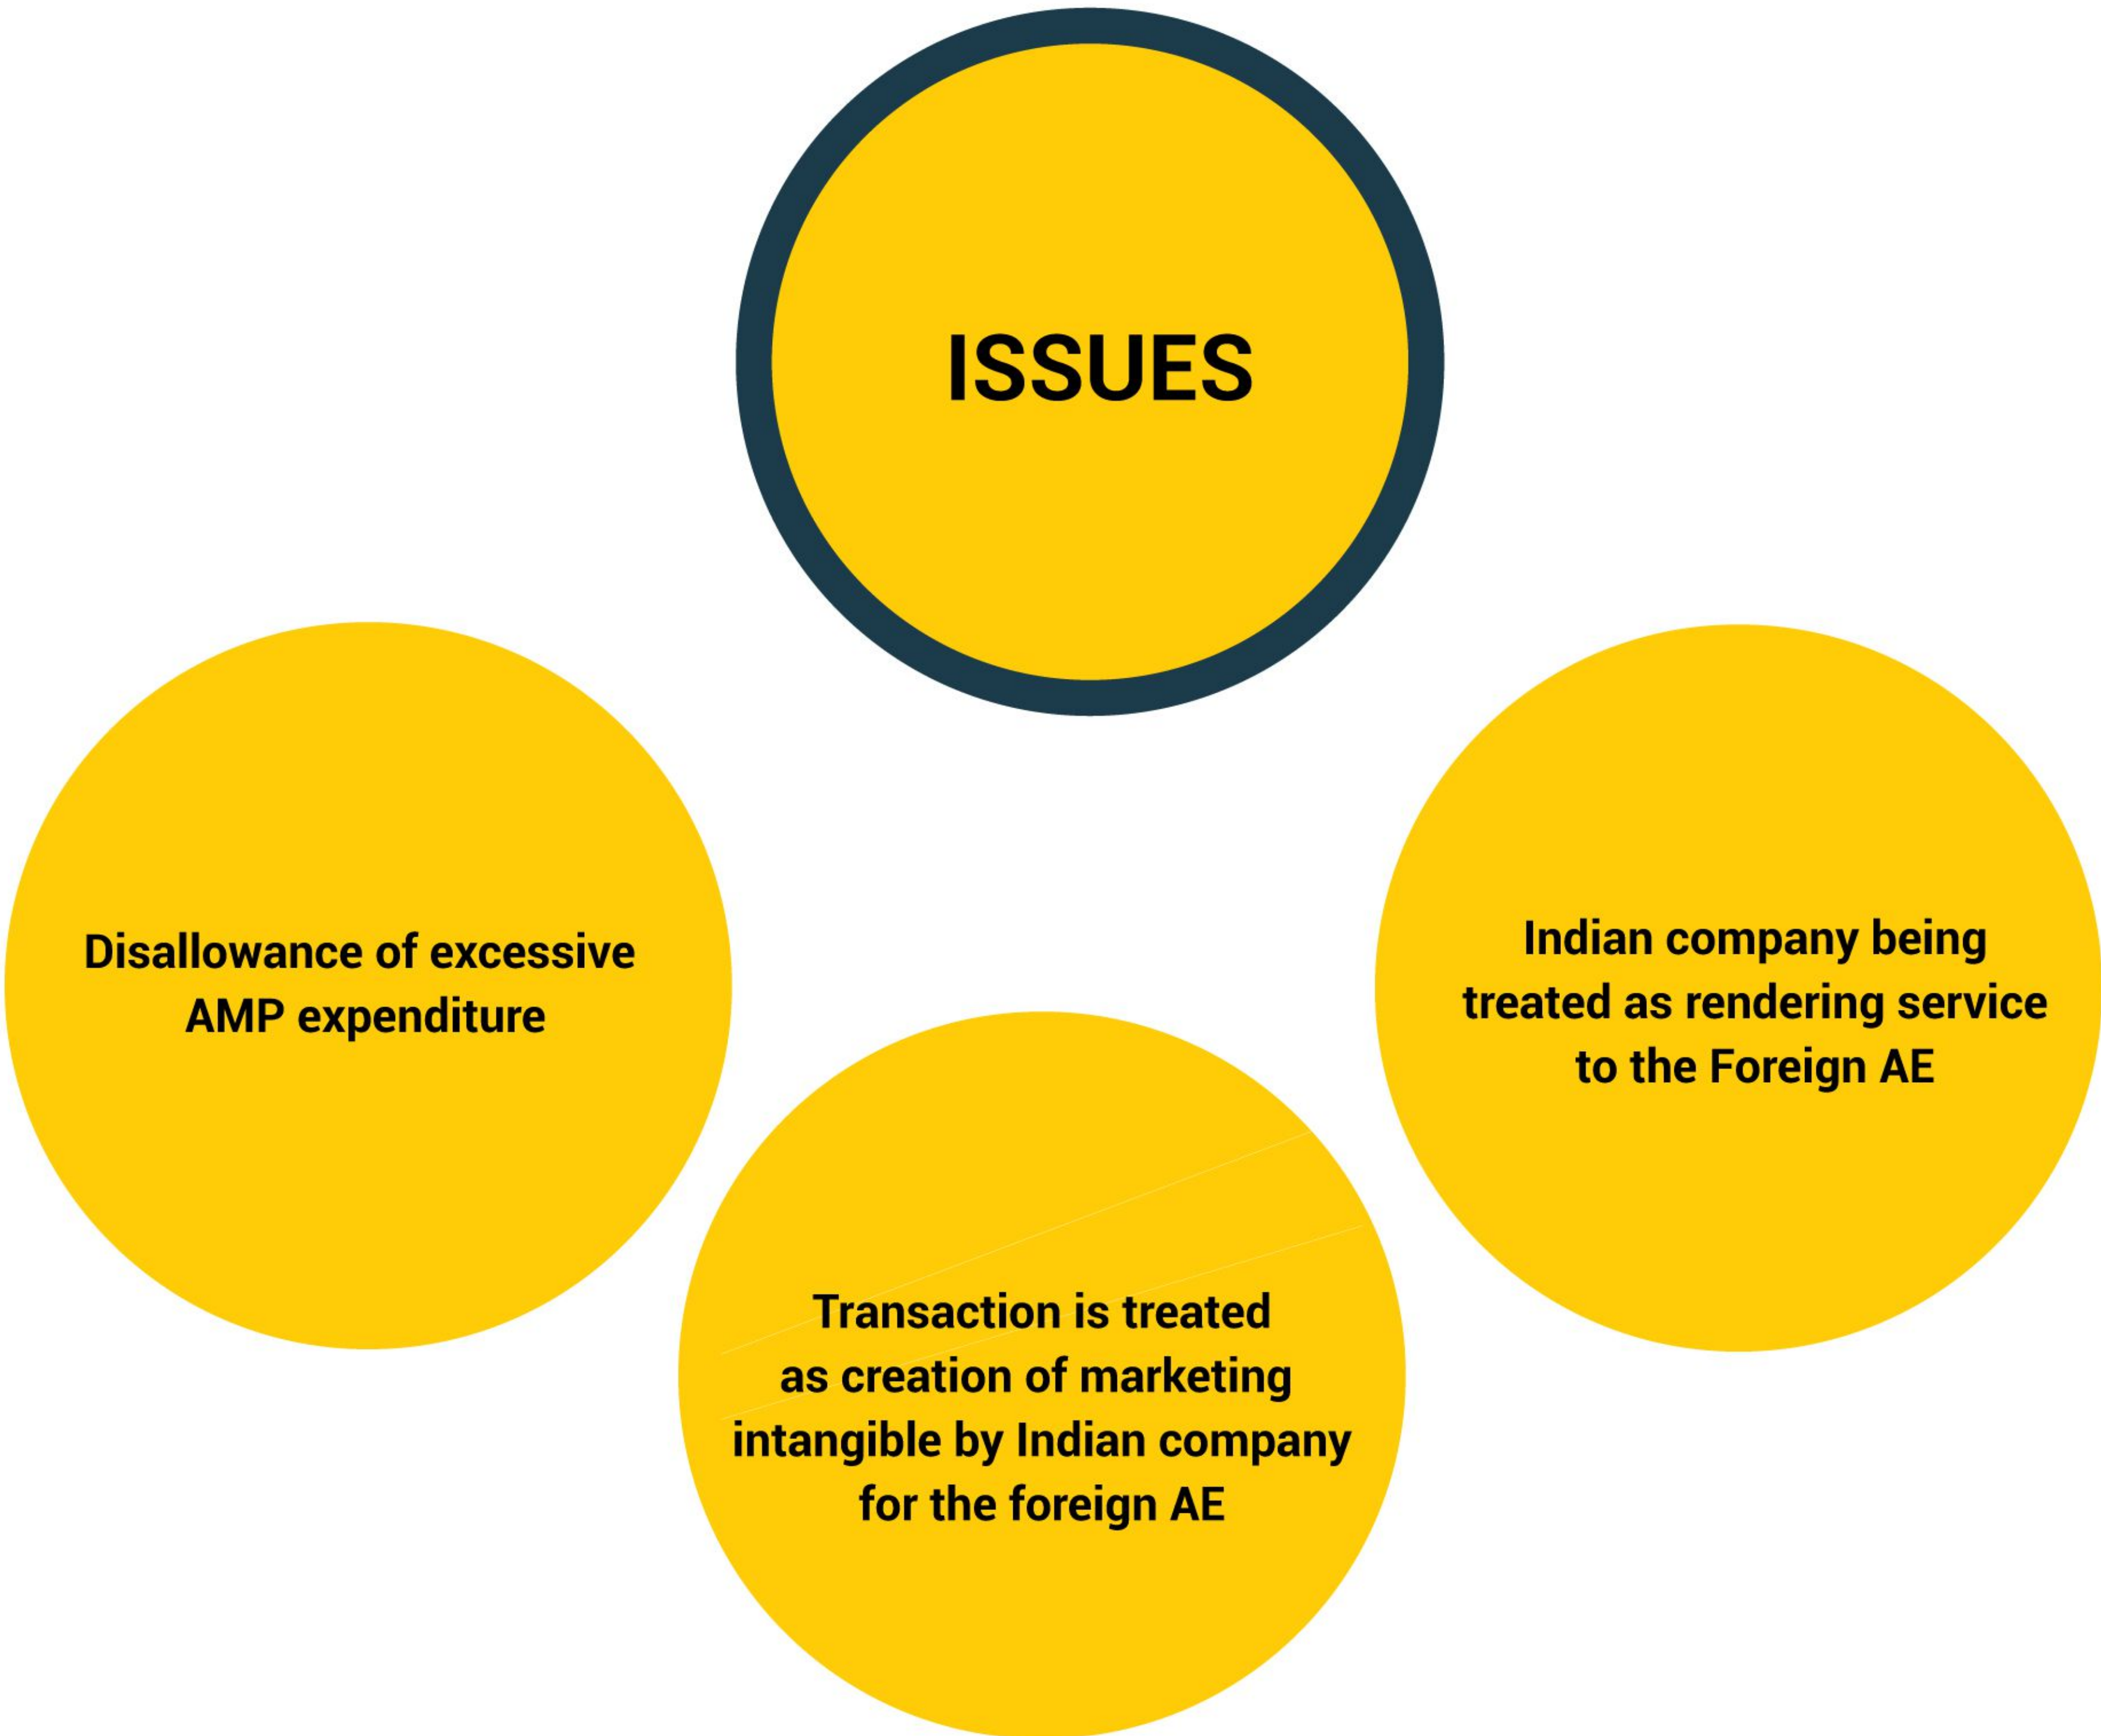 ISSUES
Disallowance of excessive
AMP expenditure
Transaction is treated
as creation of marketing
intangible by Indian company
for the foreign AE
Indian company being
treated as rendering service
to the Foreign AE